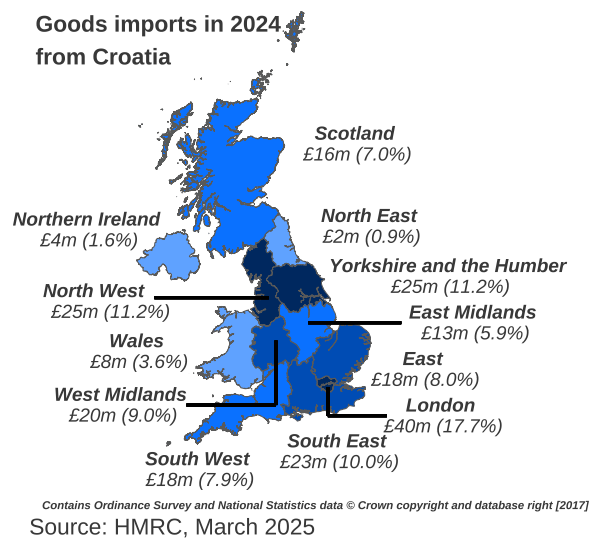 Goods imports in 2024
from Croatia
Scotland
£16m (7.0%)
Northern Ireland
£4m (1.6%)
North East
£2m (0.9%)
Yorkshire and the Humber
£25m (11.2%)
North West
£25m (11.2%)
East Midlands
£13m (5.9%)
Wales
£8m (3.6%)
East
£18m (8.0%)
West Midlands
£20m (9.0%)
London
£40m (17.7%)
South East
£23m (10.0%)
South West
£18m (7.9%)
Contains Ordinance Survey and National Statistics data © Crown copyright and database right [2017]
Source: HMRC, March 2025